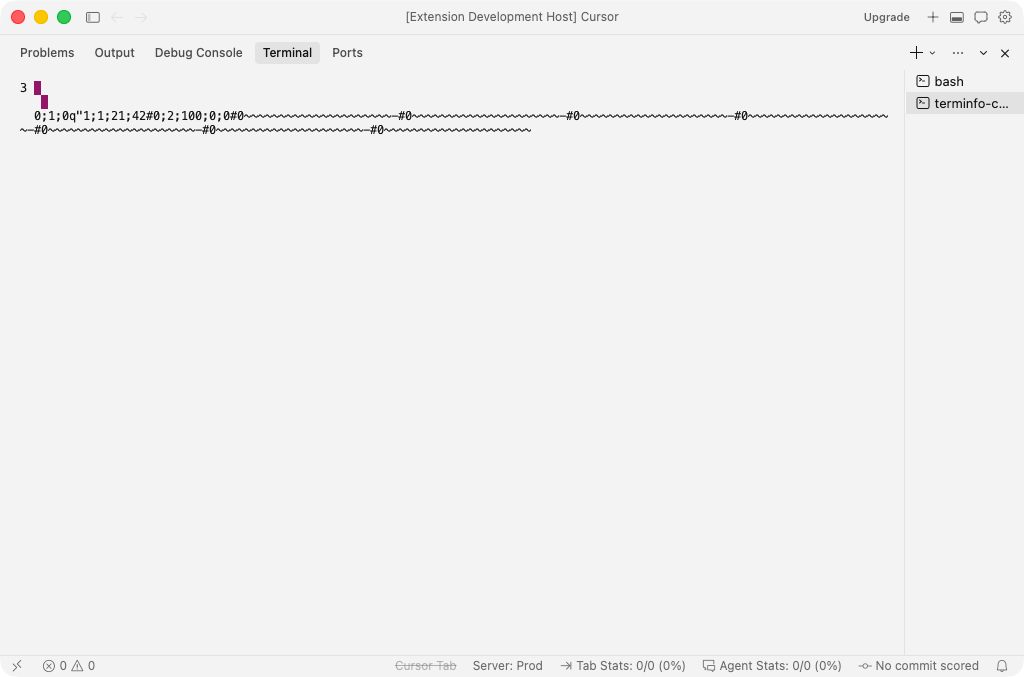 [Extension Development Host] Cursor
Upgrade
Problems
Output
Debug Console
Terminal
Ports
3
0;1;0q"1;1;21;42#0;2;100;0;0#0~~~~~~~~~~~~~~~~~~~~~-#0~~~~~~~~~~~~~~~~~~~~~-#0~~~~~~~~~~~~~~~~~~~~~-#0~~~~~~~~~~~~~~~~~~~~
~-#0~~~~~~~~~~~~~~~~~~~~~-#0~~~~~~~~~~~~~~~~~~~~~-#0~~~~~~~~~~~~~~~~~~~~~
bash
terminfo-c...
0
0
Cursor Tab
Server: Prod
Tab Stats: 0/0 (0%)
Agent Stats: 0/0 (0%)
No commit scored